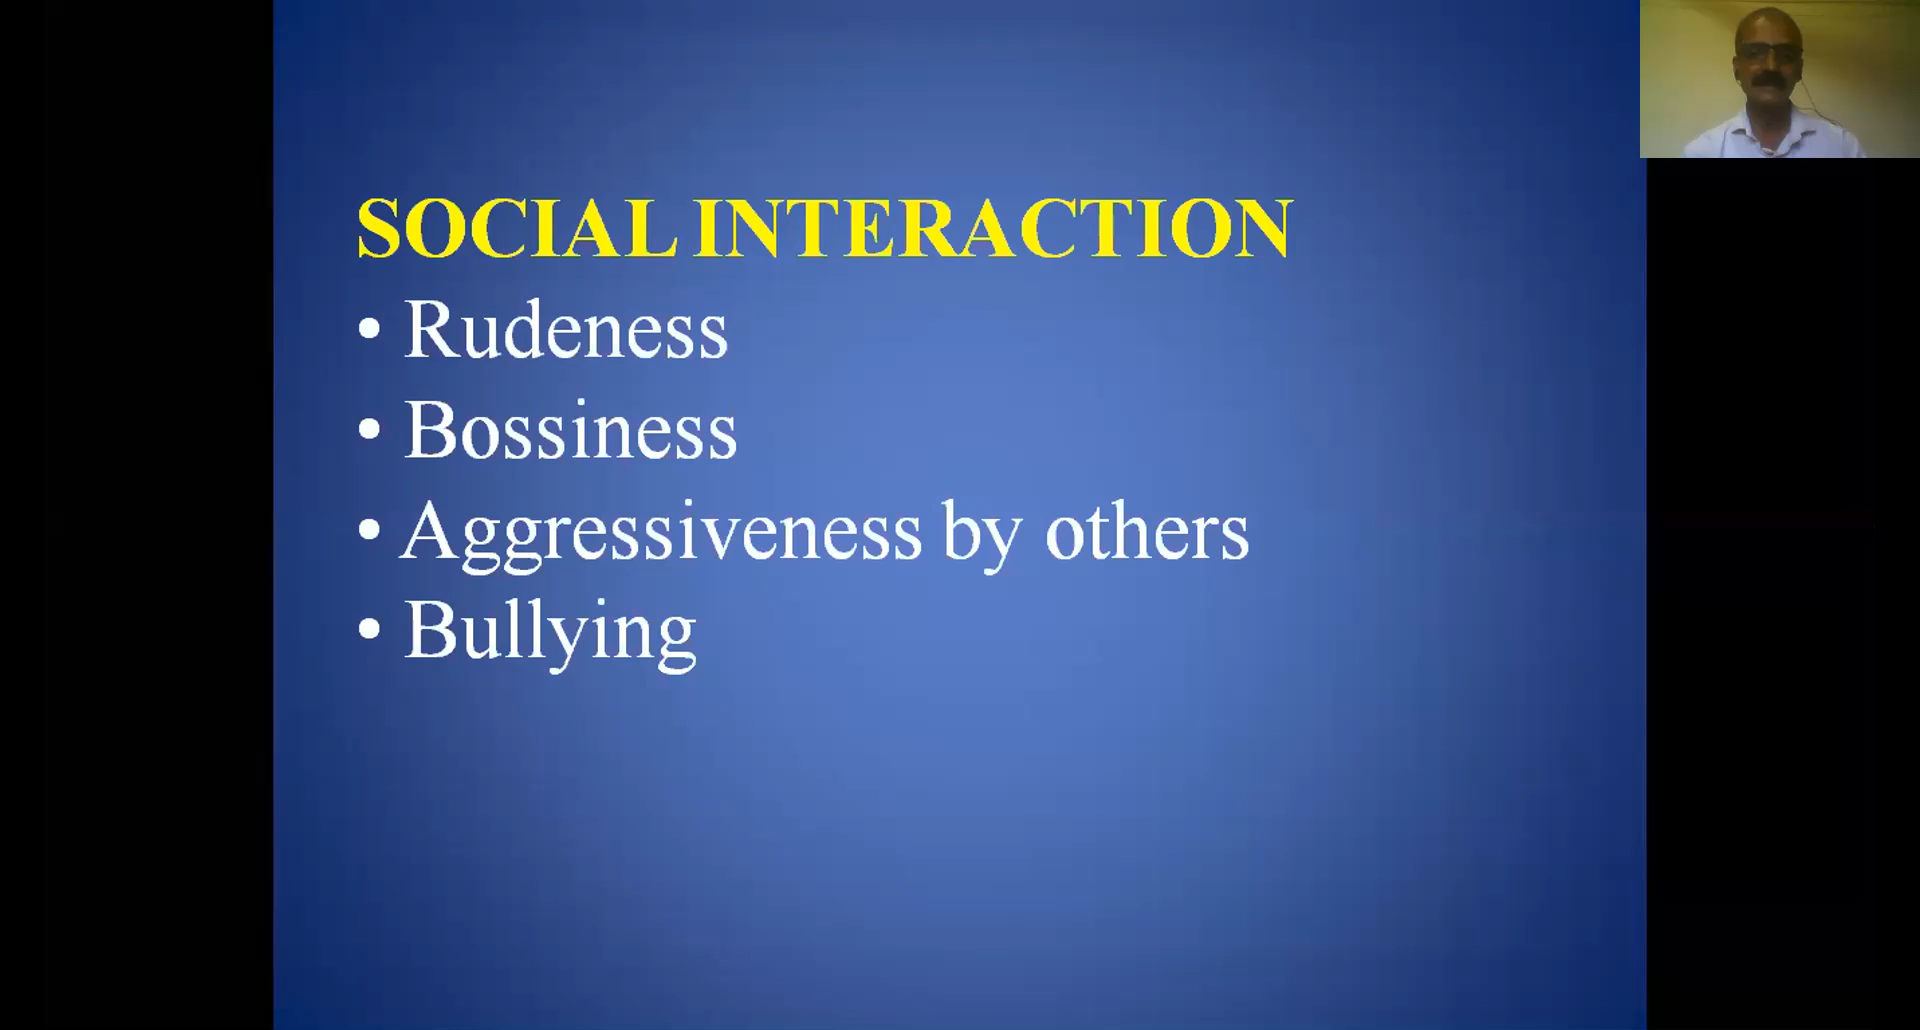 SOCIAL INTERACTION
• Rudeness
• Bossiness
• Aggressiveness by others
• Bullying